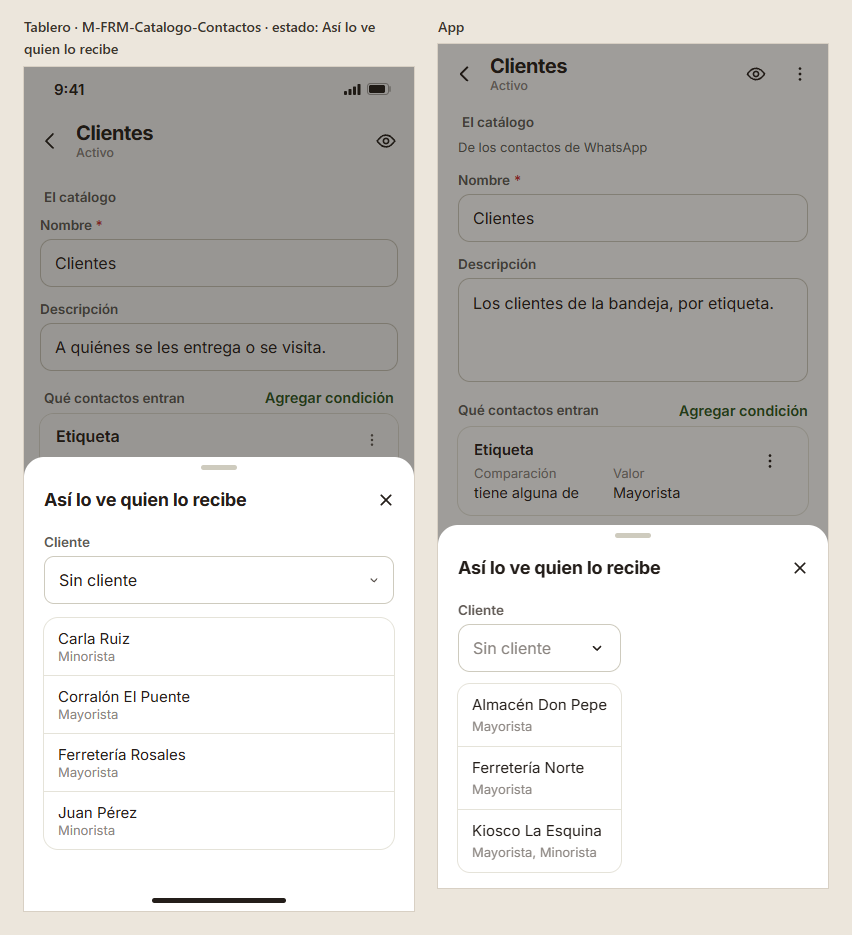 Tablero · M-FRM-Catalogo-Contactos · estado: Así lo ve
quien lo recibe
9:41
Clientes
Activo
El catálogo
Nombre *
Clientes
Descripción
A quiénes se les entrega o se visita.
Qué contactos entran
Agregar condición
Etiqueta
Así lo ve quien lo recibe
Cliente
Sin cliente
Carla Ruiz
Minorista
Corralón El Puente
Mayorista
Ferretería Rosales
Mayorista
Juan Pérez
Minorista
App
Clientes
Activo
El catálogo
De los contactos de WhatsApp
Nombre *
Clientes
Descripción
Los clientes de la bandeja, por etiqueta.
Qué contactos entran
Agregar condición
Etiqueta
Comparación
Valor
tiene alguna de
Mayorista
Así lo ve quien lo recibe
Cliente
Sin cliente
Almacén Don Pepe
Mayorista
Ferretería Norte
Mayorista
Kiosco La Esquina
Mayorista, Minorista